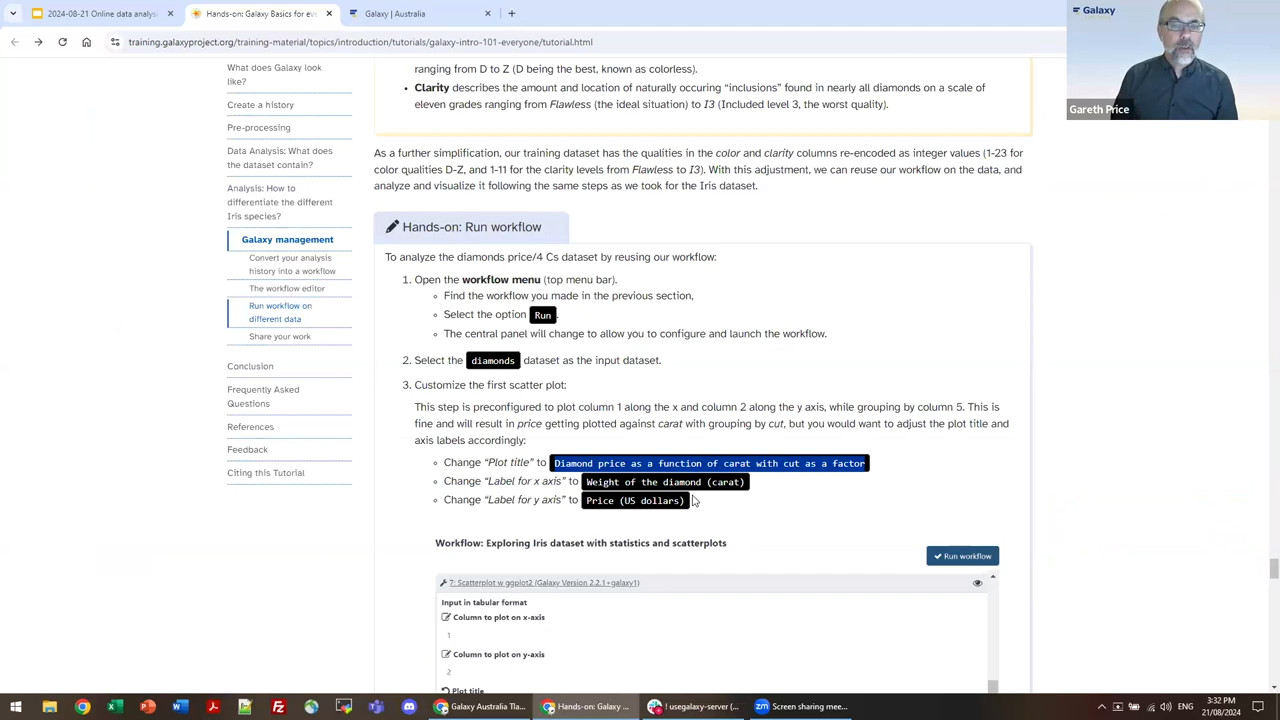 2024-08-21 Online data analysi
Hands-on: Galaxy Basics for ev
Galaxy | Australia
training.galaxyproject.org/training-material/topics/introduction/tutorials/galaxy-intro-101-everyone/tutorial.html
Galaxy
Gareth Price
What does Galaxy look
like?
Create a history
Pre-processing
Data Analysis: What does
the dataset contain?
Analysis: How to
differentiate the different
Iris species?
Galaxy management
Convert your analysis
history into a workflow
The workflow editor
Run workflow on
different data
Share your work
Conclusion
Frequently Asked
Questions
References
Feedback
Citing this Tutorial
ranging from D to Z (D being the best, known as colorless).
Clarity describes the amount and location of naturally occuring “inclusions” found in nearly all diamonds on a scale of
eleven grades ranging from Flawless (the ideal situation) to I3 (Included level 3, the worst quality).
As a further simplification, our training dataset has the qualities in the color and clarity columns re-encoded as integer values (1-23 for
color qualities D-Z, and 1-11 for the clarity levels from Flawless to I3). With this adjustment, we can reuse our workflow on the data, and
analyze and visualize it following the same steps as we took for the Iris dataset.
Hands-on: Run workflow
To analyze the diamonds price/4 Cs dataset by reusing our workflow:
1. Open the workflow menu (top menu bar).
Find the workflow you made in the previous section,
Select the option Run.
The central panel will change to allow you to configure and launch the workflow.
2. Select the diamonds dataset as the input dataset.
3. Customize the first scatter plot:
This step is preconfigured to plot column 1 along the x and column 2 along the y axis, while grouping by column 5. This is
fine and will result in price getting plotted against carat with grouping by cut, but you would want to adjust the plot title and
axis labels accordingly:
Change “Plot title” to Diamond price as a function of carat with cut as a factor
Change “Label for x axis” to Weight of the diamond (carat)
Change “Label for y axis” to Price (US dollars)
Workflow: Exploring Iris dataset with statistics and scatterplots
Run workflow
7: Scatterplot w ggplot2 (Galaxy Version 2.2.1+galaxy1)
Input in tabular format
Column to plot on x-axis
1
Column to plot on y-axis
2
Plot title
Galaxy Australia Tla...
Hands-on: Galaxy ...
! usegalaxy-server (...
Screen sharing mee...
3:32 PM
21/08/2024